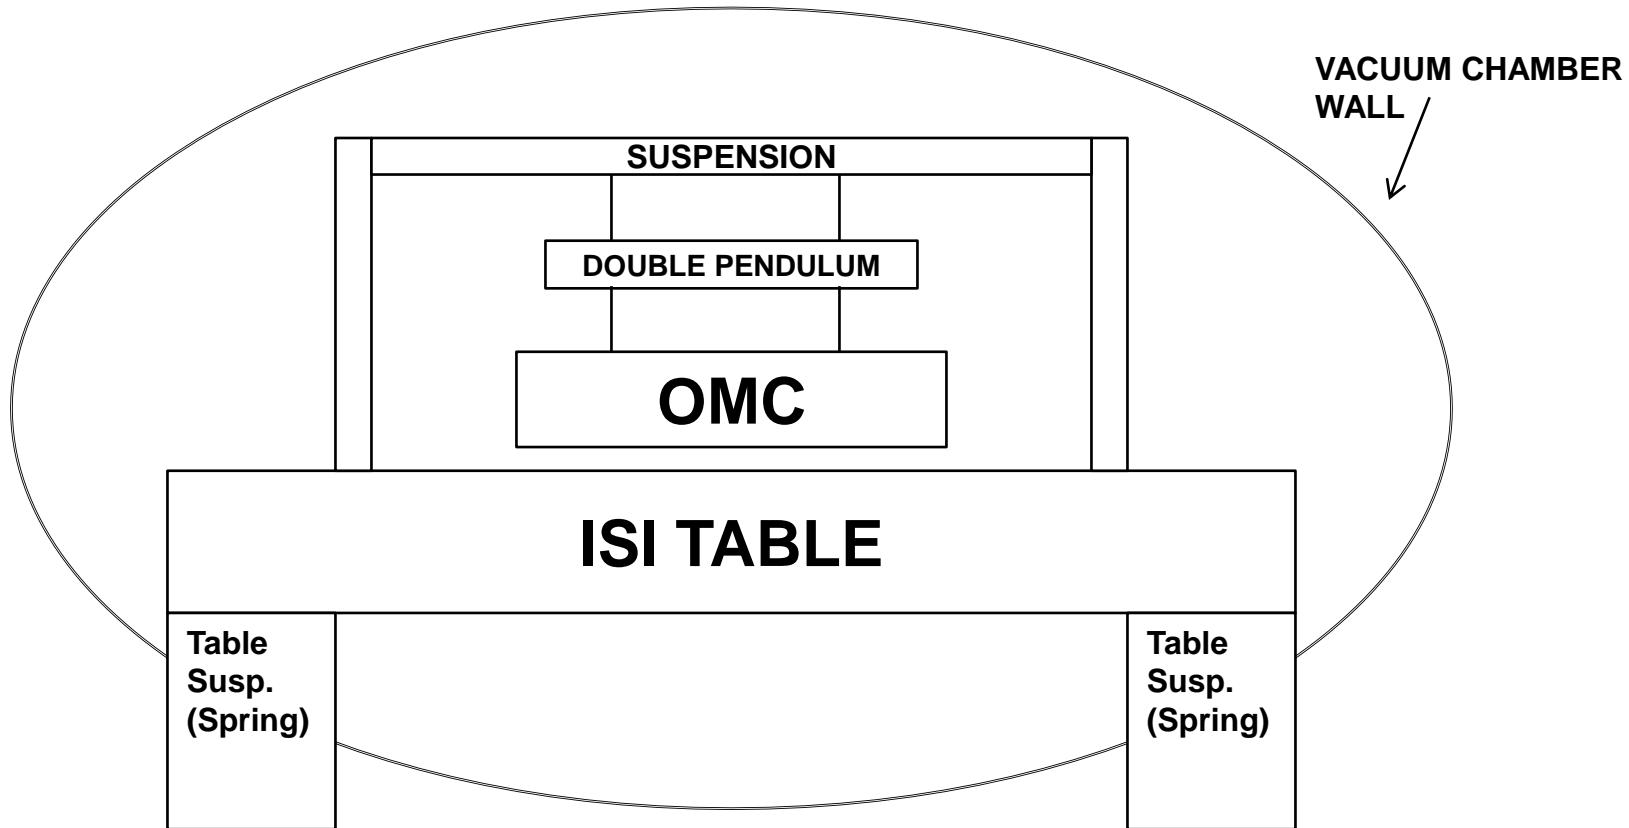 VACUUM CHAMBER
WALL
SUSPENSION
DOUBLE PENDULUM
OMC
ISI TABLE
Table
Susp.
(Spring)
Table
Susp.
(Spring)